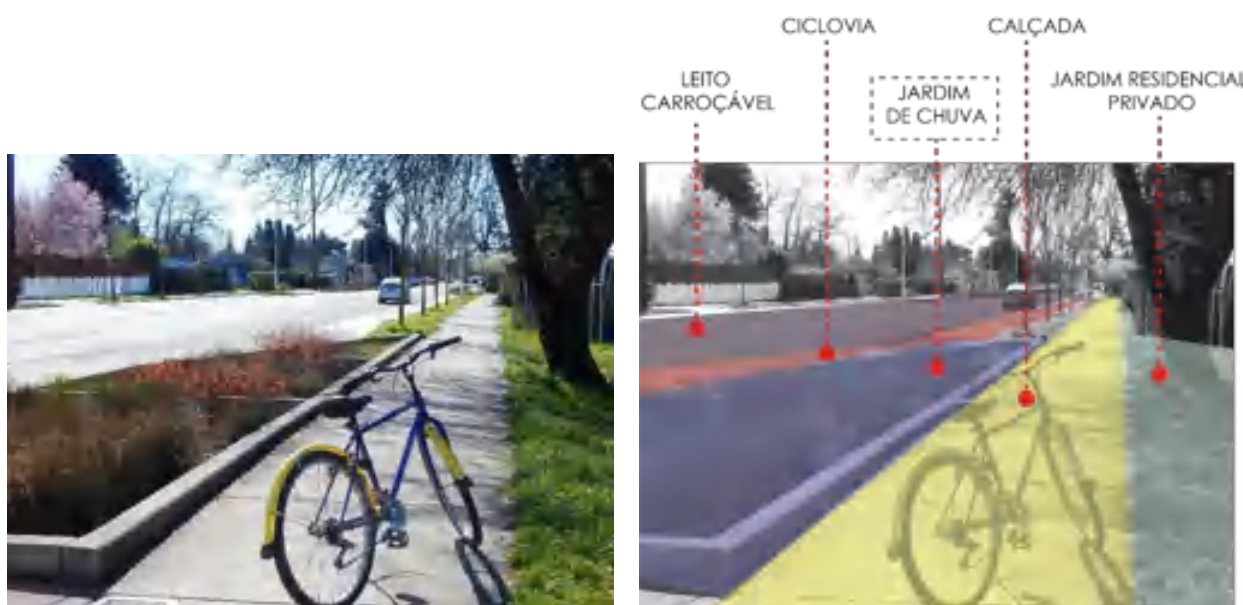 CICLOVIA
CALÇADA
LEITO
CARROÇÁVEL
JARDIM
DE CHUVA
JARDIM RESIDENCIAL
PRIVADO